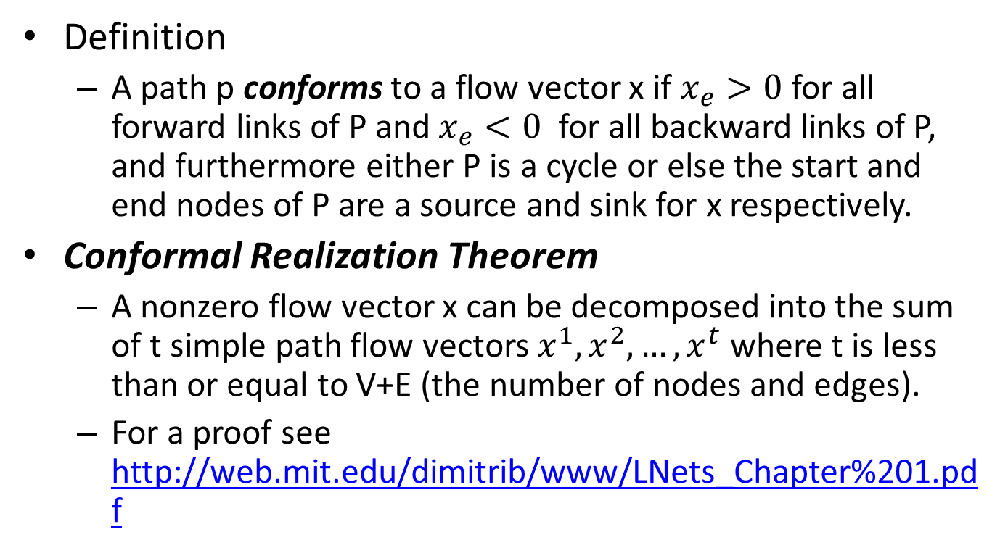 • Definition
– A path p conforms to a flow vector x if $x_e > 0$ for all
forward links of P and $x_e < 0$ for all backward links of P,
and furthermore either P is a cycle or else the start and
end nodes of P are a source and sink for x respectively.
• Conformal Realization Theorem
– A nonzero flow vector x can be decomposed into the sum
of t simple path flow vectors $x^1, x^2, \ldots, x^t$ where t is less
than or equal to V+E (the number of nodes and edges).
– For a proof see
http://web.mit.edu/dimitrib/www/LNets_Chapter%201.pd
f